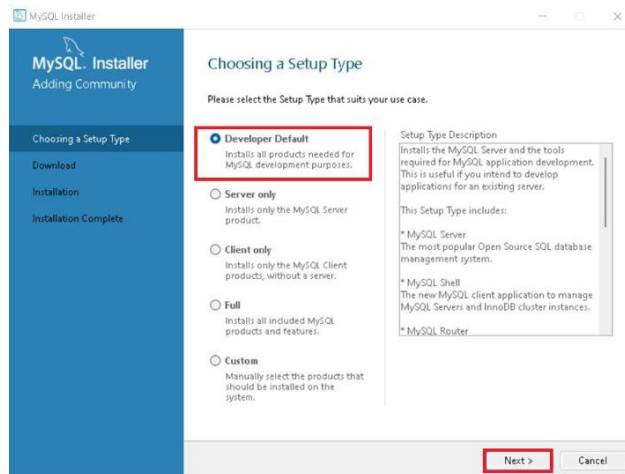 MySQL Installer
MySQL. Installer
Adding Community
Choosing a Setup Type
Download
Installation
Installation Complete
Choosing a Setup Type
Please select the Setup Type that suits your use case.
Developer Default
Installs all products needed for
MySQL development purposes.
Server only
Installs only the MySQL Server
product.
Client only
Installs only the MySQL Client
products, without a server.
Full
Installs all included MySQL
products and features.
Custom
Manually select the products that
should be installed on the
system.
Setup Type Description
Installs the MySQL Server and the tools
required for MySQL application development.
This is useful if you intend to develop
applications for an existing server.
This Setup Type includes:
* MySQL Server
The most popular Open Source SQL database
management system.
* MySQL Shell
The new MySQL client application to manage
MySQL Servers and InnoDB cluster instances.
* MySQL Router
Next >
Cancel